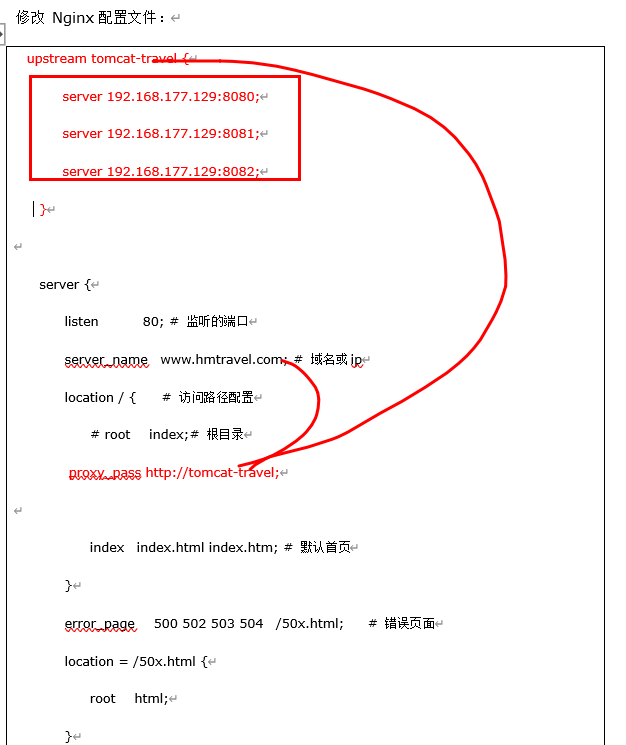 修改 Nginx 配置文件：
upstream tomcat-travel {
server 192.168.177.129:8080;
server 192.168.177.129:8081;
server 192.168.177.129:8082;
}
server {
listen 80; # 监听的端口
server_name www.hmtravel.com; # 域名或 ip
location / { # 访问路径配置
# root index;# 根目录
proxy_pass http://tomcat-travel;
index index.html index.htm; # 默认首页
}
error_page 500 502 503 504 /50x.html; # 错误页面
location = /50x.html {
root html;
}